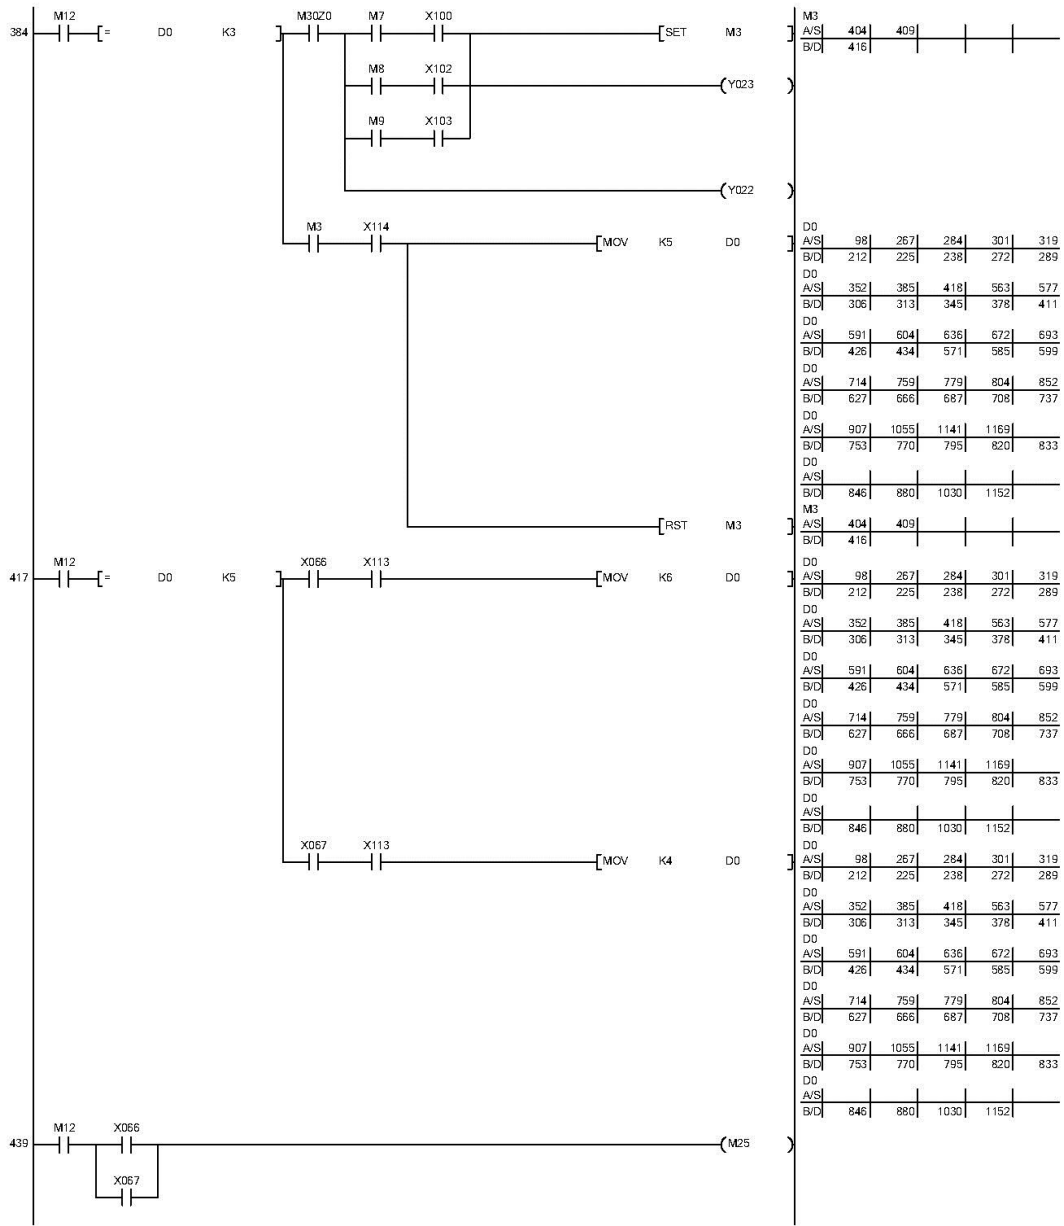 M12 M30Z0 M7 X100 M3
384 [= D0 K3 ] [SET M3 ] A/S 404 409
B/D 416
M8 X102
(Y023 )
M9 X103
(Y022 )
M3 X114 D0
[MOV K5 D0 ] A/S 98 267 284 301 319
B/D 212 225 238 272 289
D0
A/S 352 385 418 563 577
B/D 306 313 345 378 411
D0
A/S 591 604 636 672 693
B/D 426 434 571 585 599
D0
A/S 714 759 779 804 852
B/D 627 666 687 708 737
D0
A/S 907 1055 1141 1169
B/D 753 770 795 820 833
D0
A/S
B/D 846 880 1030 1152
M3
[RST M3 ] A/S 404 409
B/D 416
M12 X066 X113 D0
417 [= D0 K5 ] [MOV K6 D0 ] A/S 98 267 284 301 319
B/D 212 225 238 272 289
D0
A/S 352 385 418 563 577
B/D 306 313 345 378 411
D0
A/S 591 604 636 672 693
B/D 426 434 571 585 599
D0
A/S 714 759 779 804 852
B/D 627 666 687 708 737
D0
A/S 907 1055 1141 1169
B/D 753 770 795 820 833
D0
A/S
B/D 846 880 1030 1152
X067 X113 D0
[MOV K4 D0 ] A/S 98 267 284 301 319
B/D 212 225 238 272 289
D0
A/S 352 385 418 563 577
B/D 306 313 345 378 411
D0
A/S 591 604 636 672 693
B/D 426 434 571 585 599
D0
A/S 714 759 779 804 852
B/D 627 666 687 708 737
D0
A/S 907 1055 1141 1169
B/D 753 770 795 820 833
D0
A/S
B/D 846 880 1030 1152
M12 X066
439 (M25 )
X067